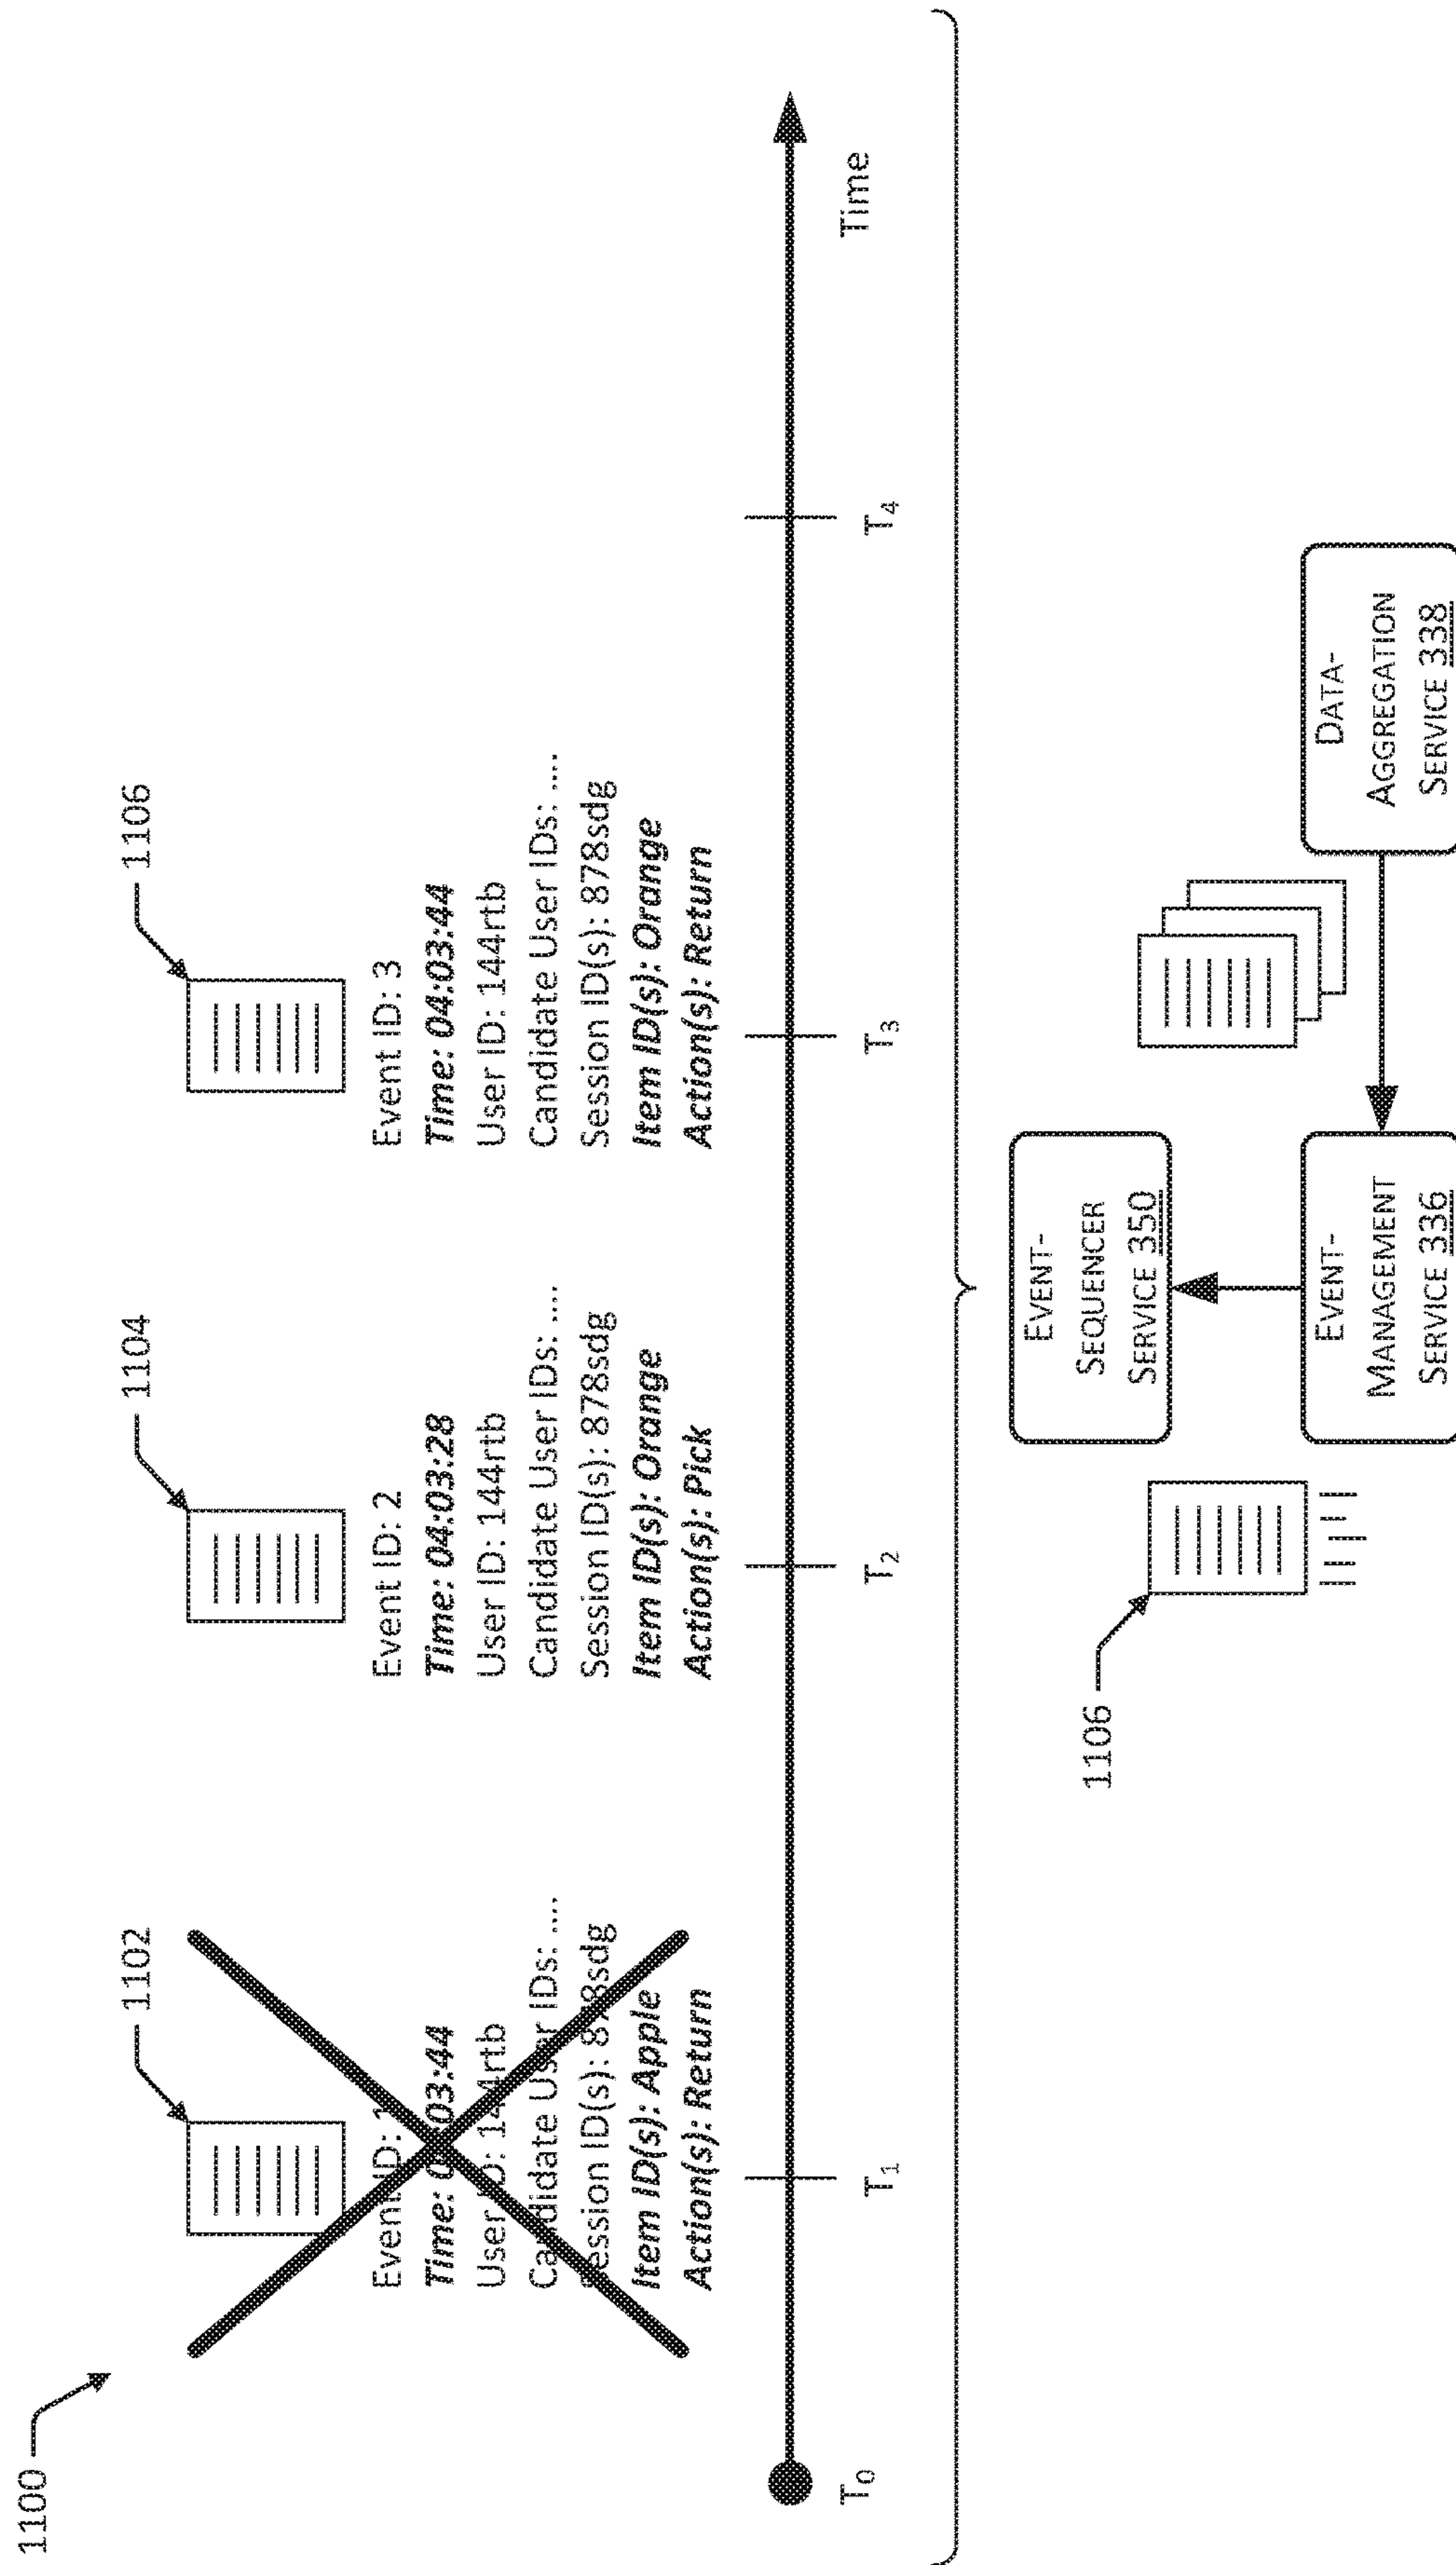 1100
1102
Event ID: 1
Time: 04:03:44
User ID: 144rtb
Candidate User IDs: ....
Session ID(s): 878sdg
Item ID(s): Apple
Action(s): Return
1104
Event ID: 2
Time: 04:03:28
User ID: 144rtb
Candidate User IDs: ....
Session ID(s): 878sdg
Item ID(s): Orange
Action(s): Pick
1106
Event ID: 3
Time: 04:03:44
User ID: 144rtb
Candidate User IDs: ....
Session ID(s): 878sdg
Item ID(s): Orange
Action(s): Return
T0
T1
T2
T3
T4
Time
1106
EVENT-
SEQUENCER
SERVICE 350
EVENT-
MANAGEMENT
SERVICE 336
DATA-
AGGREGATION
SERVICE 338